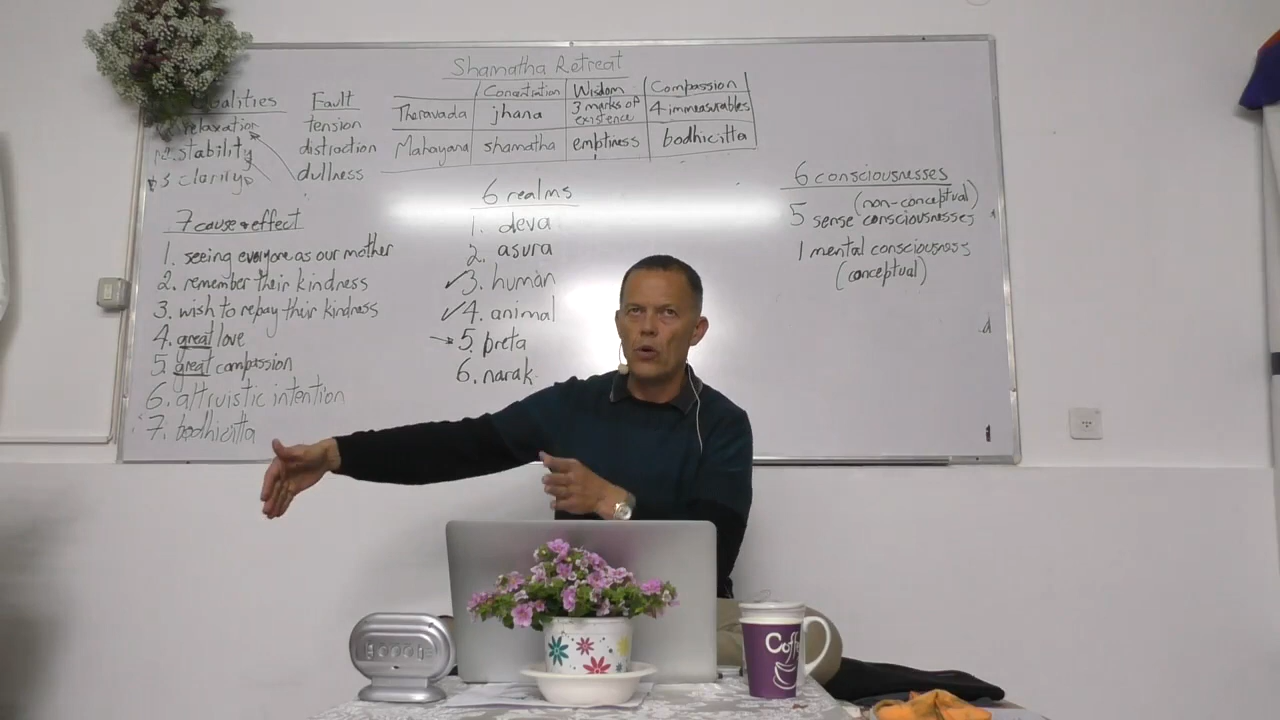 Shamatha Retreat
Concentration Wisdom Compassion
Theravada jhana 3 marks of existence 4 immeasurables
Mahayana shamatha emptiness bodhicitta
Qualities Fault
relaxation tension
2. stability distraction
3 clarity dullness
7 cause & effect
1. seeing everyone as our mother
2. remember their kindness
3. wish to repay their kindness
4. great love
5. great compassion
6. altruistic intention
7. bodhicitta
6 realms
1. deva
2. asura
3. human
4. animal
5. preta
6. narak
6 consciousnesses
(non-conceptual)
5 sense consciousnesses
1 mental consciousness
(conceptual)
Coffe